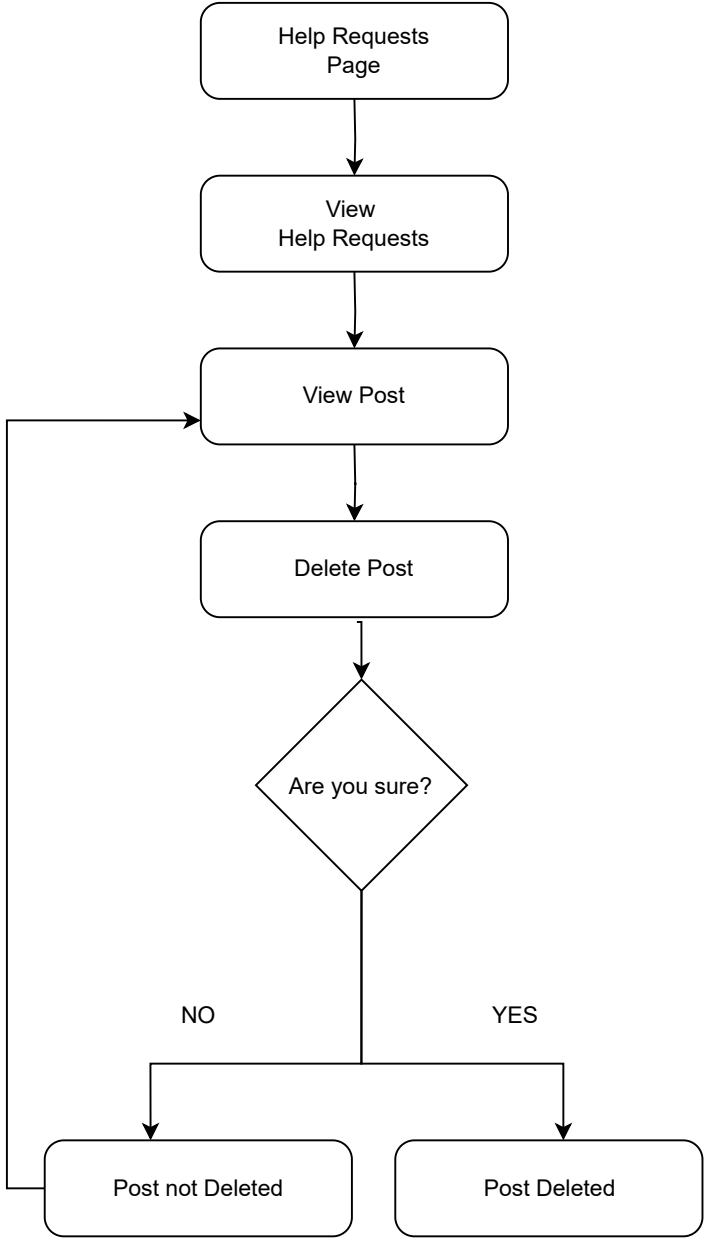 Help Requests
Page
View
Help Requests
View Post
Delete Post
Are you sure?
NO
YES
Post not Deleted
Post Deleted